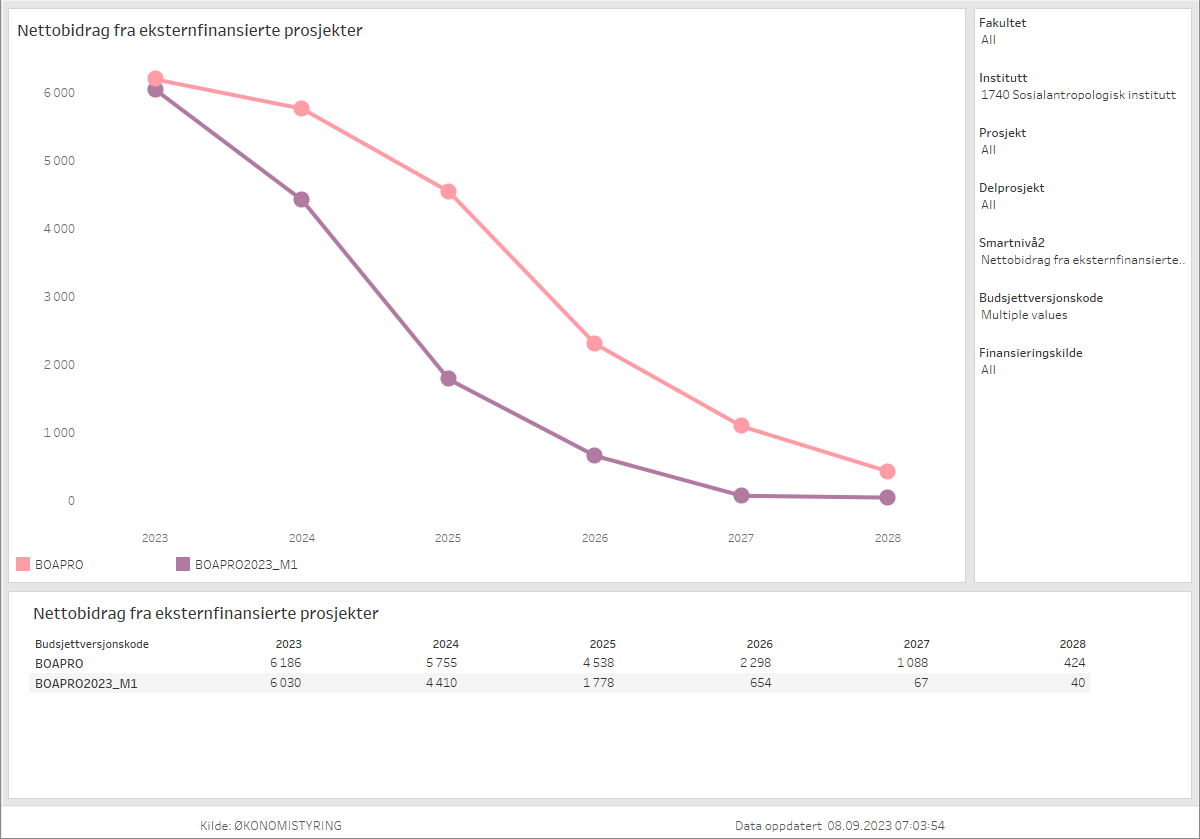 Nettobidrag fra eksternfinansierte prosjekter
6 000
5 000
4 000
3 000
2 000
1 000
0
2023 2024 2025 2026 2027 2028
BOAPRO BOAPRO2023_M1
Fakultet
All
Institutt
1740 Sosialantropologisk institutt
Prosjekt
All
Delprosjekt
All
Smartnivå2
Nettobidrag fra eksternfinansierte..
Budsjettversjonskode
Multiple values
Finansieringskilde
All
Nettobidrag fra eksternfinansierte prosjekter
Budsjettversjonskode 2023 2024 2025 2026 2027 2028
BOAPRO 6 186 5 755 4 538 2 298 1 088 424
BOAPRO2023_M1 6 030 4 410 1 778 654 67 40
Kilde: ØKONOMISTYRING Data oppdatert 08.09.2023 07:03:54